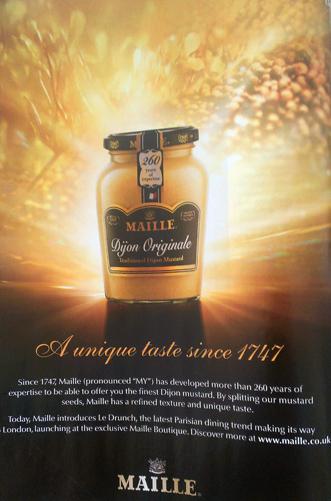 260
Years
of
Expertise
MAILLE
Dijon Originale
Traditional Dijon Mustard
A unique taste since 1747
Since 1747, Maille (pronounced "MY") has developed more than 260 years of
expertise to be able to offer you the finest Dijon mustard. By splitting our mustard
seeds, Maille has a refined texture and unique taste.
Today, Maille introduces Le Drunch, the latest Parisian dining trend making its way
London, launching at the exclusive Maille Boutique. Discover more at www.maille.co.uk
MAILLE